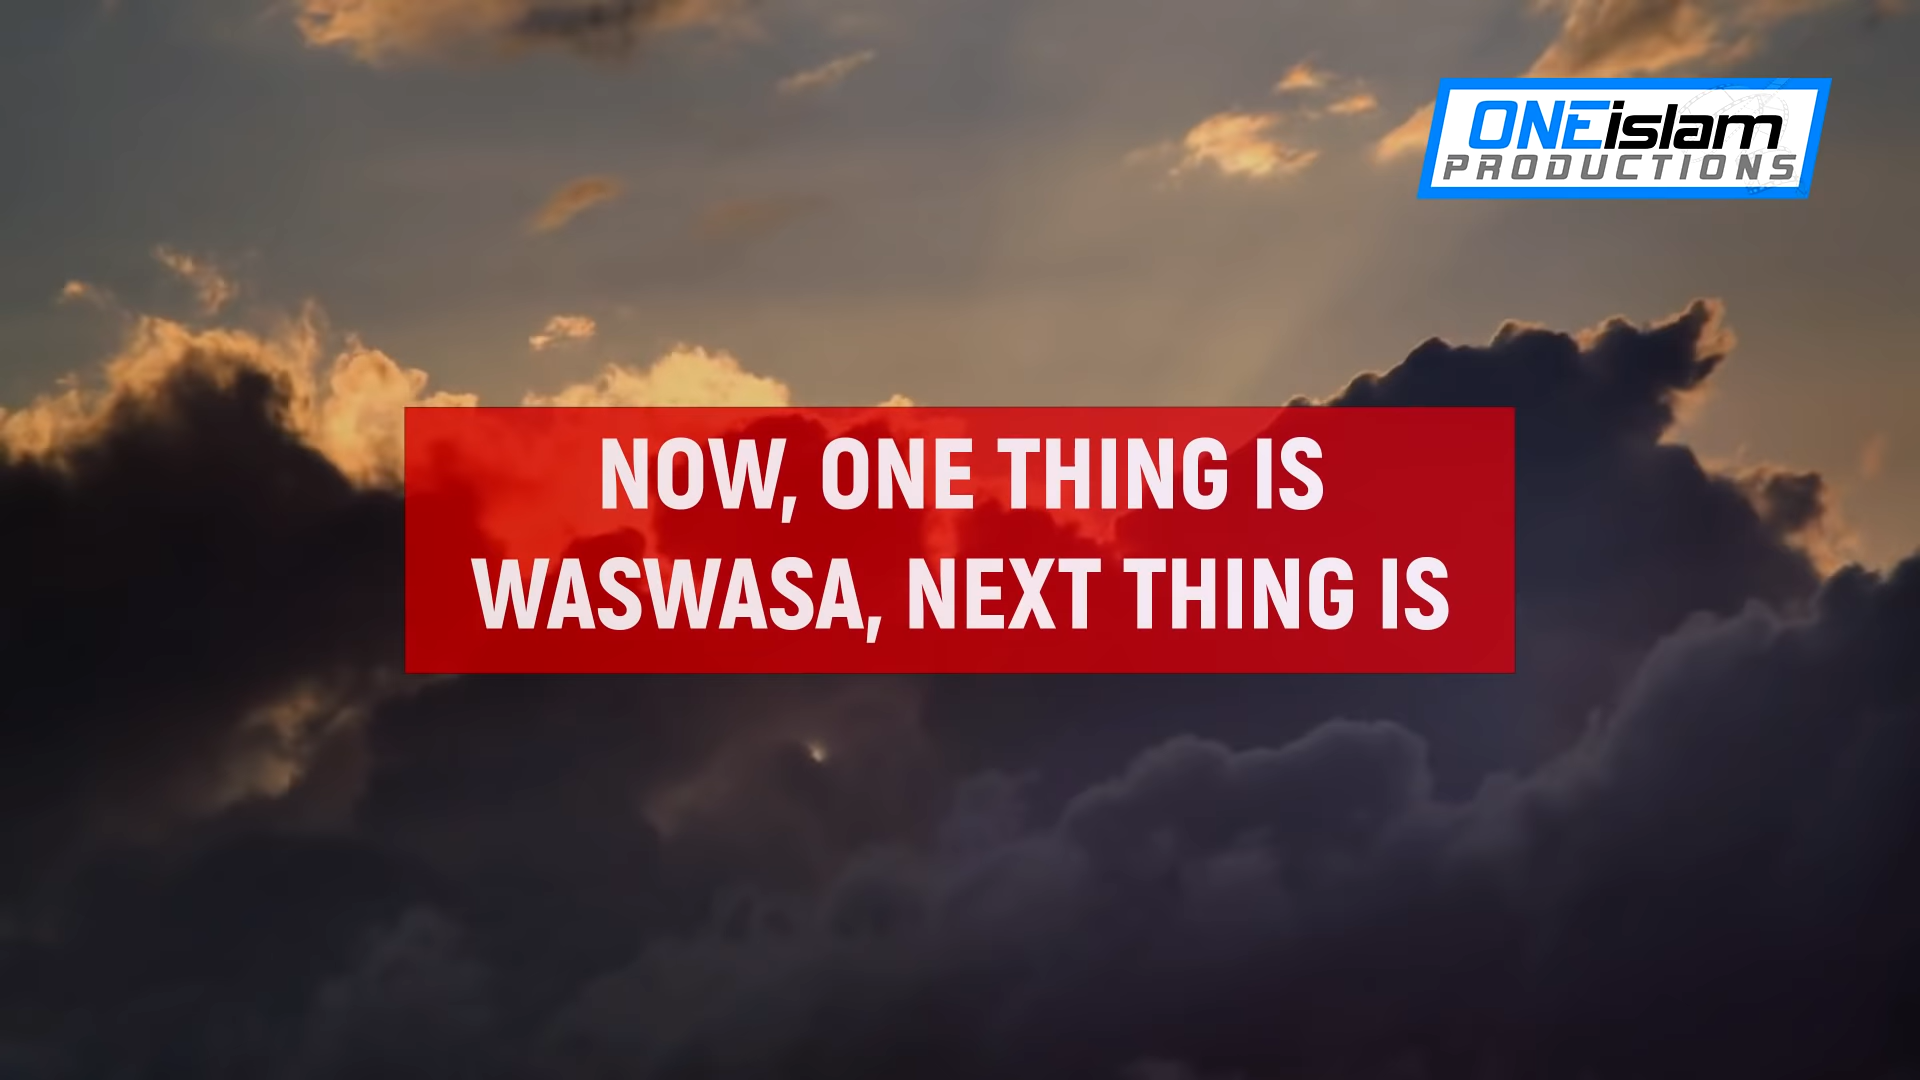 ONEislam
PRODUCTIONS
NOW, ONE THING IS
WASWASA, NEXT THING IS